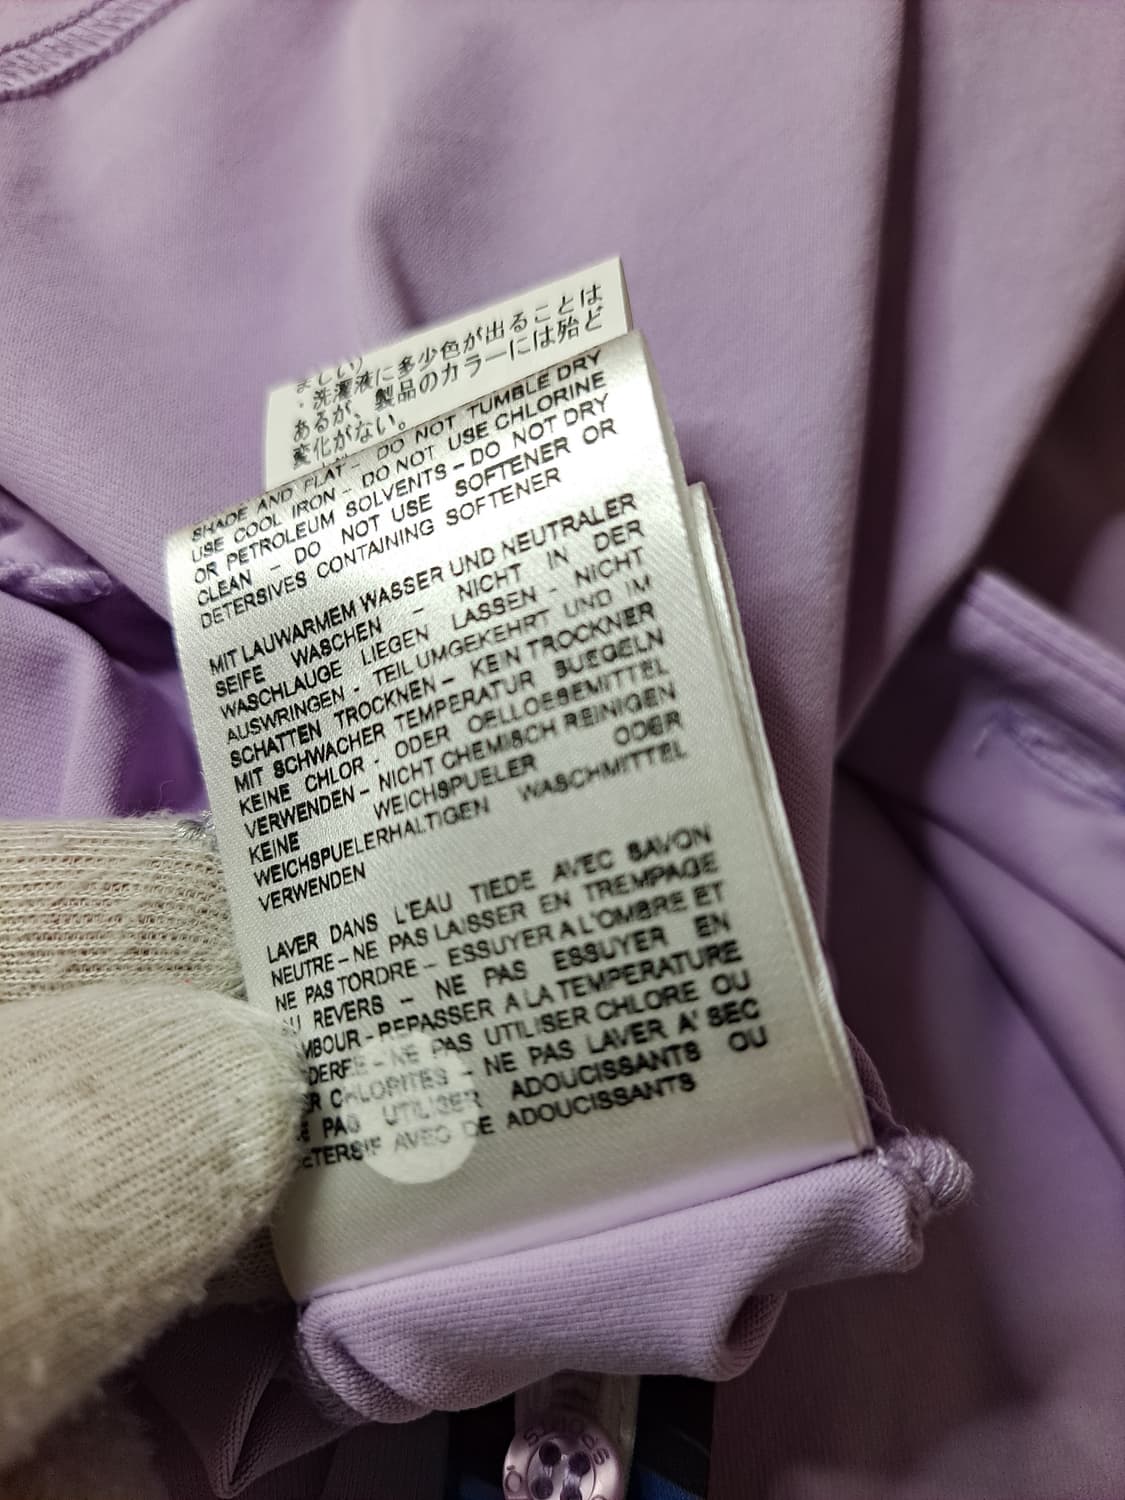 ましい)
・洗濯液に多少色が出ることは
あるが、製品のカラーには殆ど
変化がない。
SHADE AND FLAT - DO NOT TUMBLE DRY
USE COOL IRON - DO NOT USE CHLORINE
OR PETROLEUM SOLVENTS - DO NOT DRY
CLEAN - DO NOT USE SOFTENER OR
DETERSIVES CONTAINING SOFTENER
MIT LAUWARMEM WASSER UND NEUTRALER
SEIFE WASCHEN - NICHT IN DER
WASCHLAUGE LIEGEN LASSEN - NICHT
AUSWRINGEN - TEIL UMGEKEHRT UND IM
SCHATTEN TROCKNEN - KEIN TROCKNER
MIT SCHWACHER TEMPERATUR BUEGELN
KEINE CHLOR - ODER OELLOESEMITTEL
VERWENDEN - NICHT CHEMISCH REINIGEN
KEINE WEICHSPUELER ODER
WEICHSPUELERHALTIGEN WASCHMITTEL
VERWENDEN
LAVER DANS L'EAU TIEDE AVEC SAVON
NEUTRE - NE PAS LAISSER EN TREMPAGE
NE PAS TORDRE - ESSUYER A L'OMBRE ET
AU REVERS - NE PAS ESSUYER EN
MBOUR - REPASSER A LA TEMPERATURE
DERFE - NE PAS UTILISER CHLORE OU
R CHLOPITES - NE PAS LAVER A' SEC
PAS UTILISER ADOUCISSANTS OU
ETERSIF AVEC DE ADOUCISSANTS